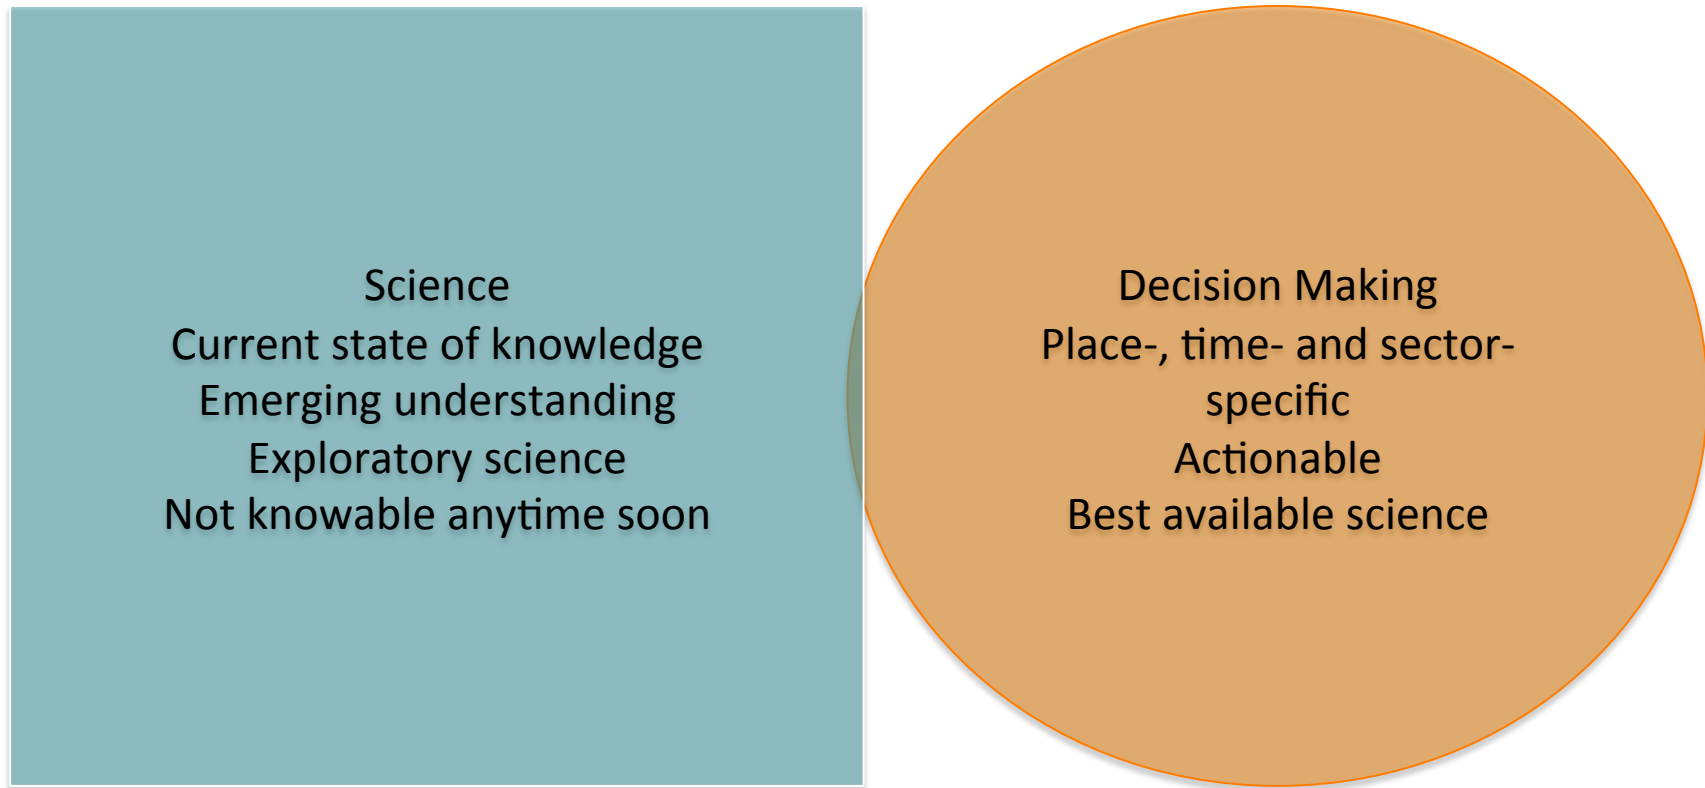 Science
Current state of knowledge
Emerging understanding
Exploratory science
Not knowable anytime soon
Decision Making
Place-, time- and sector-
specific
Actionable
Best available science